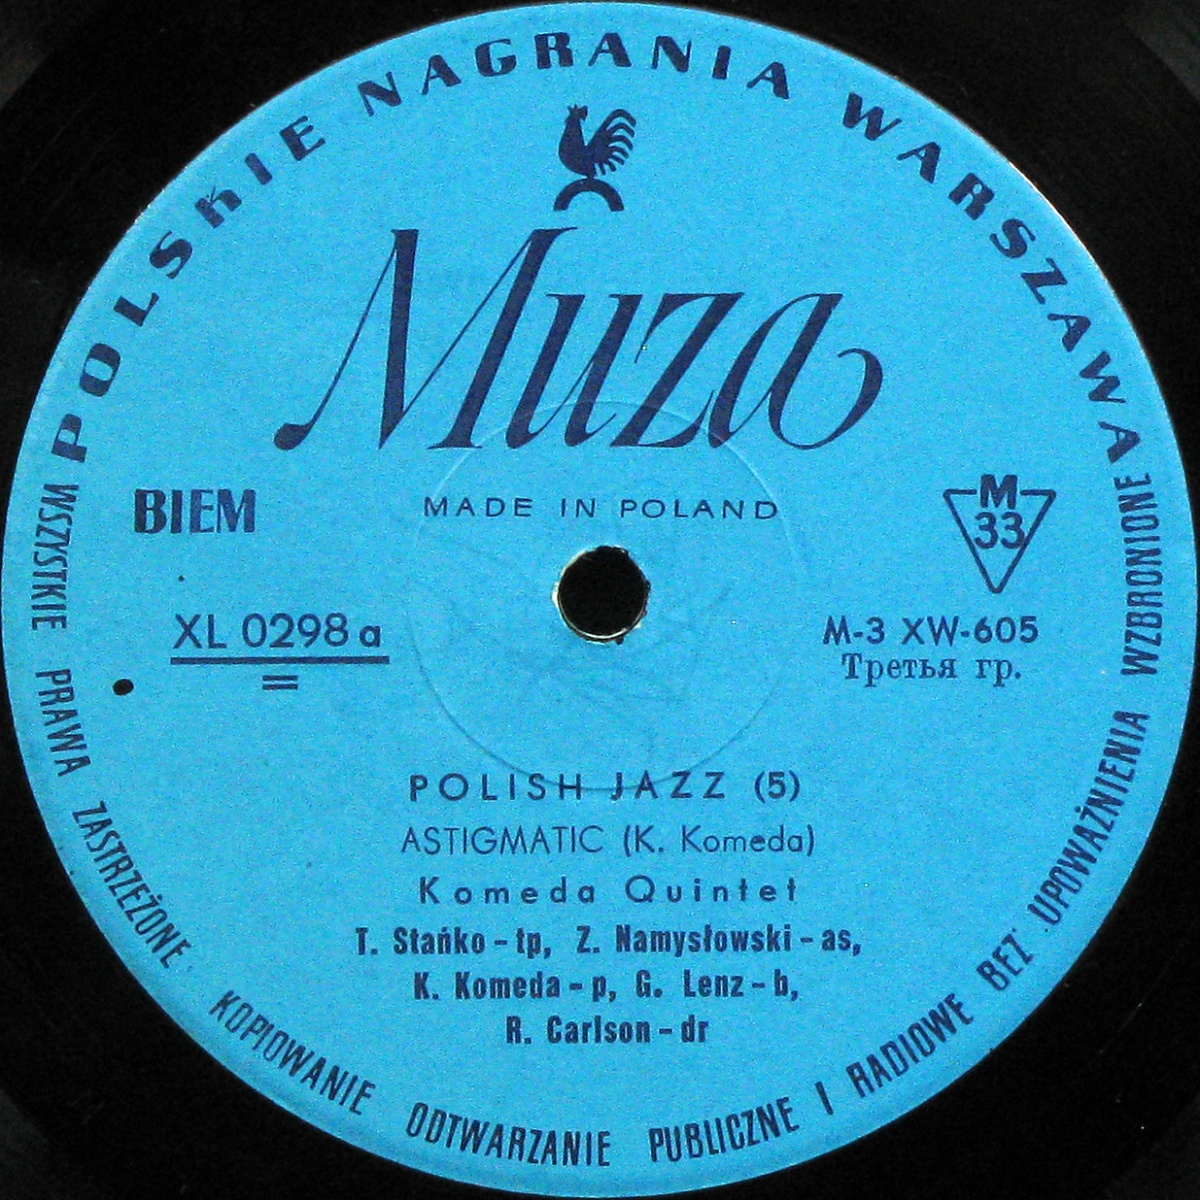 POLSKIE NAGRANIA WARSZAWA
Muza
BIEM
MADE IN POLAND
M
33
XL 0298 a
=
M-3 XW-605
Третья гр.
POLISH JAZZ (5)
ASTIGMATIC (K. Komeda)
Komeda Quintet
T. Stańko - tp, Z. Namysłowski - as,
K. Komeda - p, G. Lenz - b,
R. Carlson - dr
WSZYSTKIE PRAWA ZASTRZEŻONE KOPIOWANIE ODTWARZANIE PUBLICZNE I RADIOWE BEZ UPOWAŻNIENIA WZBRONIONE